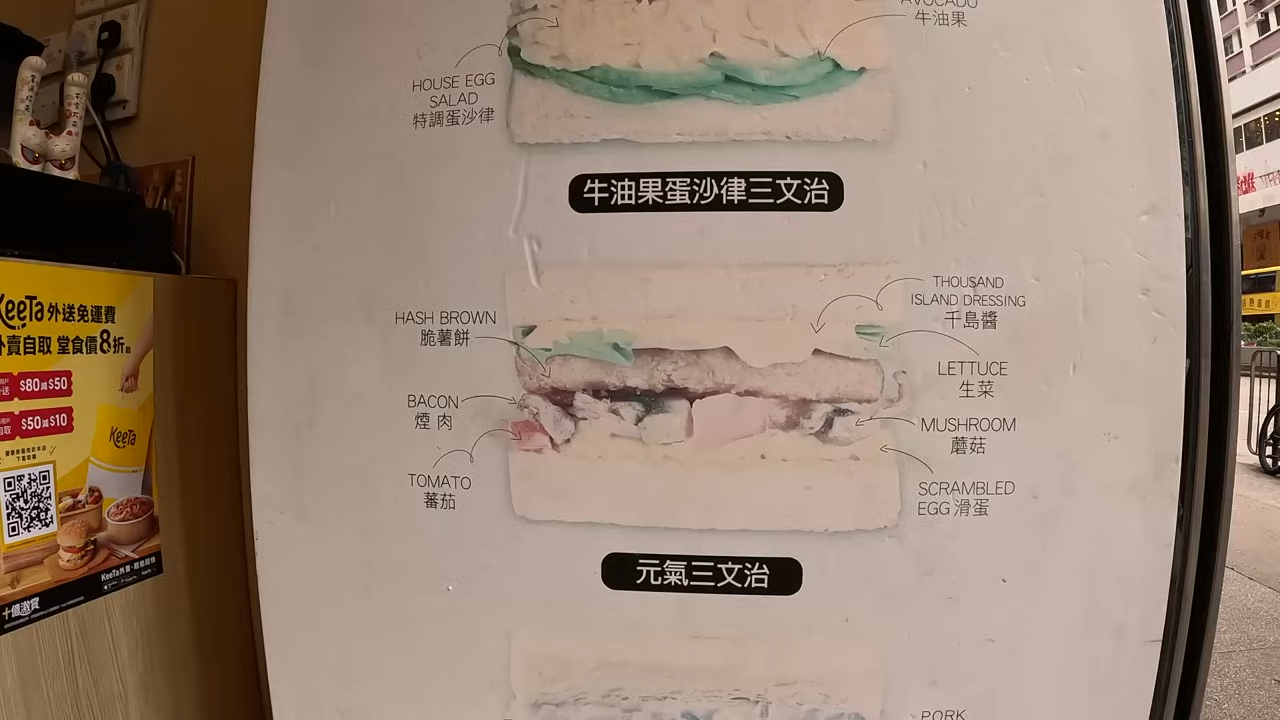 AVOCADO
牛油果
HOUSE EGG
SALAD
特調蛋沙律
牛油果蛋沙律三文治
HASH BROWN
脆薯餅
BACON
煙肉
TOMATO
蕃茄
THOUSAND
ISLAND DRESSING
千島醬
LETTUCE
生菜
MUSHROOM
蘑菇
SCRAMBLED
EGG 滑蛋
元氣三文治
PORK
KeeTa 外送免運費
外賣自取 堂食價8折
$80減$50
$50減$10
KeeTa